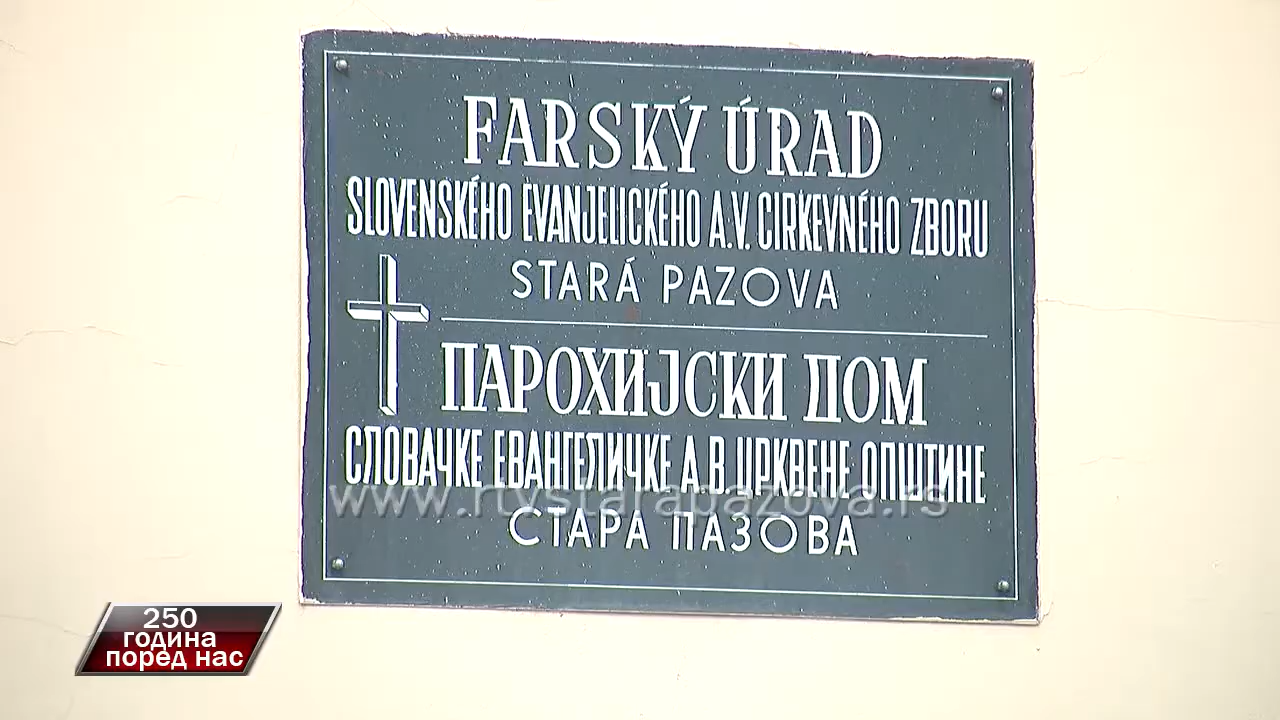 FARSKÝ ÚRAD
SLOVENSKÉHO EVANJELICKÉHO A.V. CIRKEVNÉHO ZBORU
STARÁ PAZOVA
ПАРОХИЈСКИ ДОМ
СЛОВАЧКЕ ЕВАНГЕЛИЧКЕ А.В. ЦРКВЕНЕ ОПШТИНЕ
www.rtvstarapazova.rs
СТАРА ПАЗОВА
250
година
поред нас